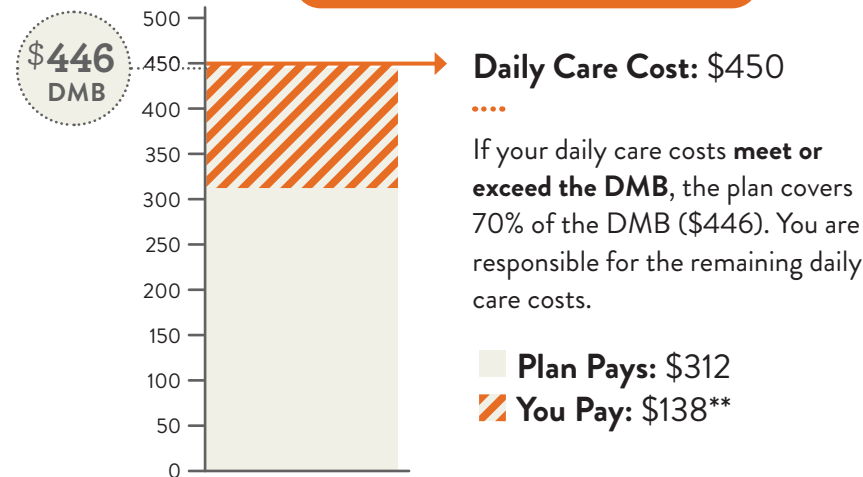 500
$446
DMB
450
400
350
300
250
200
150
100
50
0
Daily Care Cost: $450
If your daily care costs meet or
exceed the DMB, the plan covers
70% of the DMB ($446). You are
responsible for the remaining daily
care costs.
Plan Pays: $312
You Pay: $138**